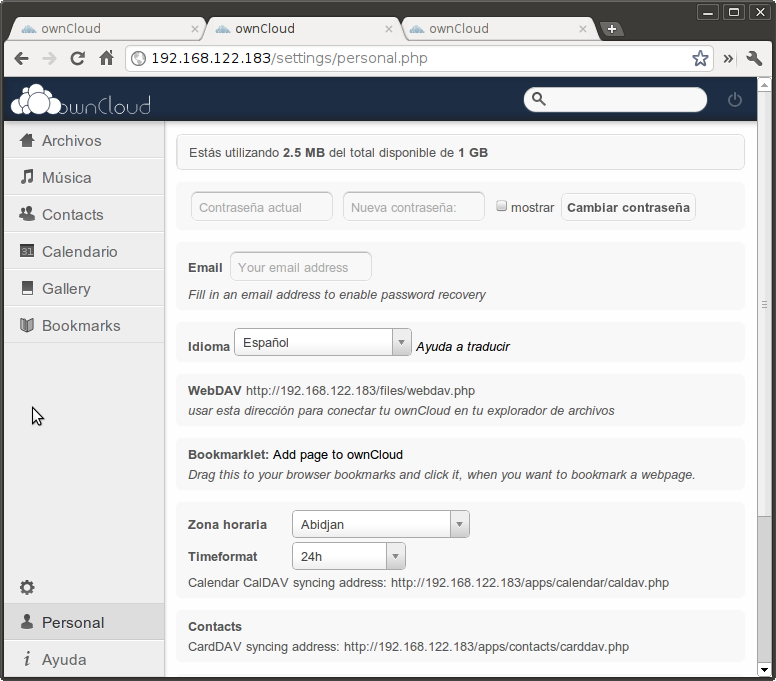 ownCloud
ownCloud
ownCloud
192.168.122.183/settings/personal.php
ownCloud
Archivos
Música
Contacts
31 Calendario
Gallery
Bookmarks
Personal
Ayuda
Estás utilizando 2.5 MB del total disponible de 1 GB
Contraseña actual Nueva contraseña: mostrar Cambiar contraseña
Email Your email address
Fill in an email address to enable password recovery
Idioma Español Ayuda a traducir
WebDAV http://192.168.122.183/files/webdav.php
usar esta dirección para conectar tu ownCloud en tu explorador de archivos
Bookmarklet: Add page to ownCloud
Drag this to your browser bookmarks and click it, when you want to bookmark a webpage.
Zona horaria Abidjan
Timeformat 24h
Calendar CalDAV syncing address: http://192.168.122.183/apps/calendar/caldav.php
Contacts
CardDAV syncing address: http://192.168.122.183/apps/contacts/carddav.php